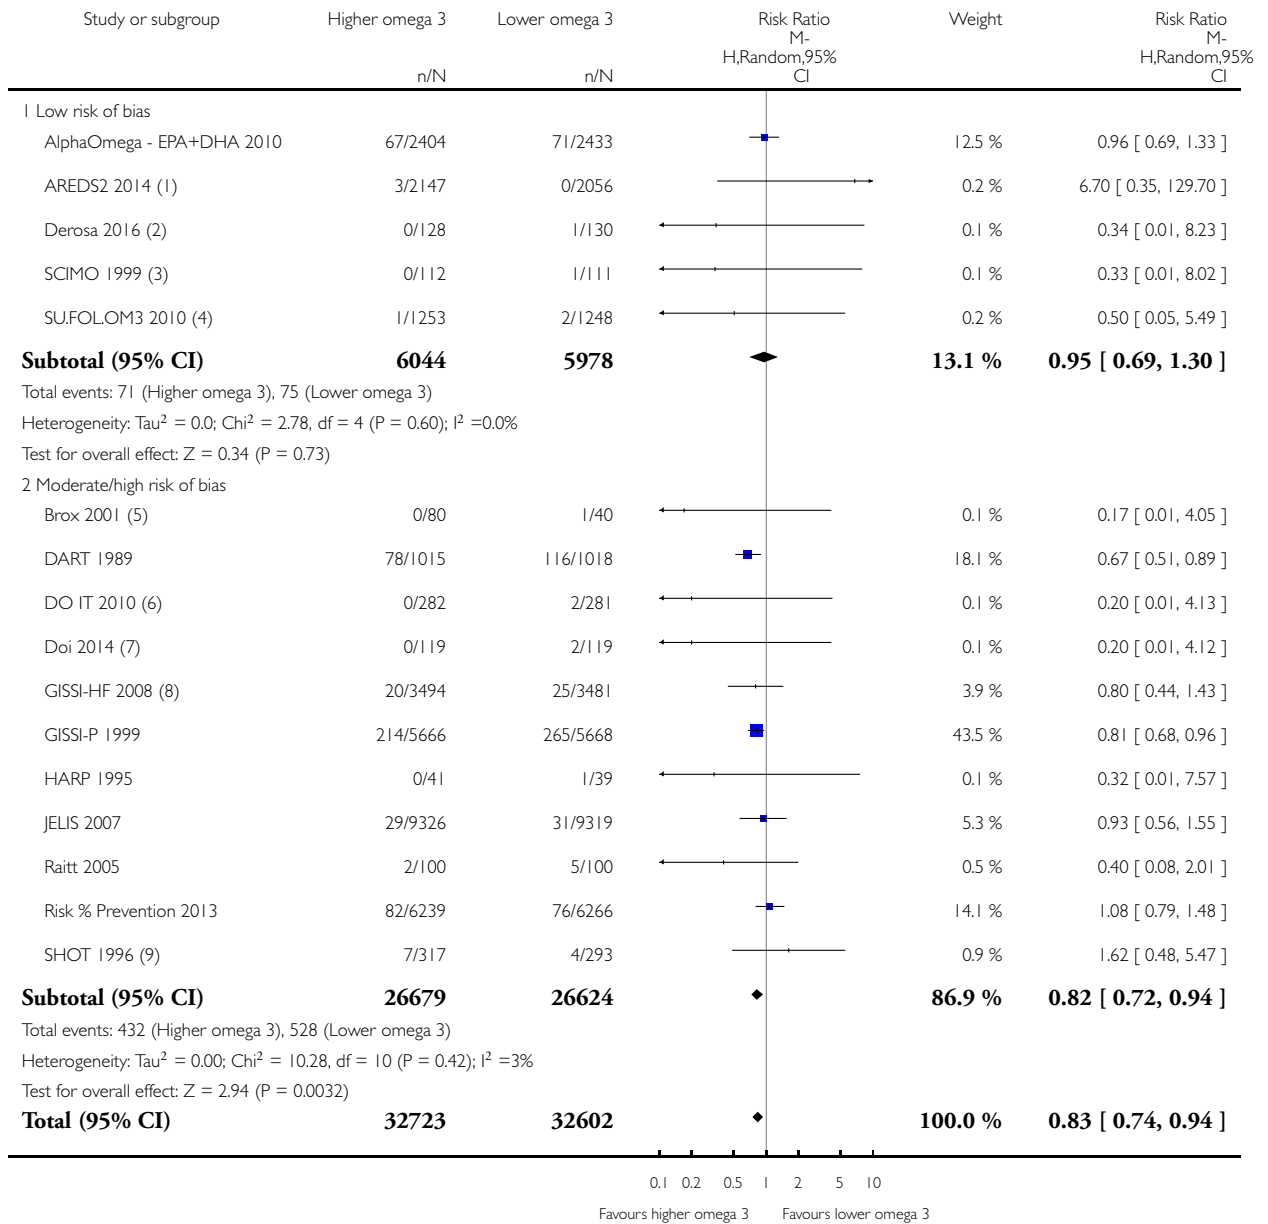 Study or subgroup Higher omega 3 Lower omega 3 Risk Ratio Weight Risk Ratio
M- M-
H,Random,95% H,Random,95%
n/N n/N CI CI
1 Low risk of bias
AlphaOmega - EPA+DHA 2010 67/2404 71/2433 12.5 % 0.96 [ 0.69, 1.33 ]
AREDS2 2014 (1) 3/2147 0/2056 0.2 % 6.70 [ 0.35, 129.70 ]
Derosa 2016 (2) 0/128 1/130 0.1 % 0.34 [ 0.01, 8.23 ]
SCIMO 1999 (3) 0/112 1/111 0.1 % 0.33 [ 0.01, 8.02 ]
SU.FOL.OM3 2010 (4) 1/1253 2/1248 0.2 % 0.50 [ 0.05, 5.49 ]
Subtotal (95% CI) 6044 5978 13.1 % 0.95 [ 0.69, 1.30 ]
Total events: 71 (Higher omega 3), 75 (Lower omega 3)
Heterogeneity: Tau² = 0.0; Chi² = 2.78, df = 4 (P = 0.60); I² =0.0%
Test for overall effect: Z = 0.34 (P = 0.73)
2 Moderate/high risk of bias
Brox 2001 (5) 0/80 1/40 0.1 % 0.17 [ 0.01, 4.05 ]
DART 1989 78/1015 116/1018 18.1 % 0.67 [ 0.51, 0.89 ]
DO IT 2010 (6) 0/282 2/281 0.1 % 0.20 [ 0.01, 4.13 ]
Doi 2014 (7) 0/119 2/119 0.1 % 0.20 [ 0.01, 4.12 ]
GISSI-HF 2008 (8) 20/3494 25/3481 3.9 % 0.80 [ 0.44, 1.43 ]
GISSI-P 1999 214/5666 265/5668 43.5 % 0.81 [ 0.68, 0.96 ]
HARP 1995 0/41 1/39 0.1 % 0.32 [ 0.01, 7.57 ]
JELIS 2007 29/9326 31/9319 5.3 % 0.93 [ 0.56, 1.55 ]
Raitt 2005 2/100 5/100 0.5 % 0.40 [ 0.08, 2.01 ]
Risk % Prevention 2013 82/6239 76/6266 14.1 % 1.08 [ 0.79, 1.48 ]
SHOT 1996 (9) 7/317 4/293 0.9 % 1.62 [ 0.48, 5.47 ]
Subtotal (95% CI) 26679 26624 86.9 % 0.82 [ 0.72, 0.94 ]
Total events: 432 (Higher omega 3), 528 (Lower omega 3)
Heterogeneity: Tau² = 0.00; Chi² = 10.28, df = 10 (P = 0.42); I² =3%
Test for overall effect: Z = 2.94 (P = 0.0032)
Total (95% CI) 32723 32602 100.0 % 0.83 [ 0.74, 0.94 ]
0.1 0.2 0.5 1 2 5 10
Favours higher omega 3 Favours lower omega 3